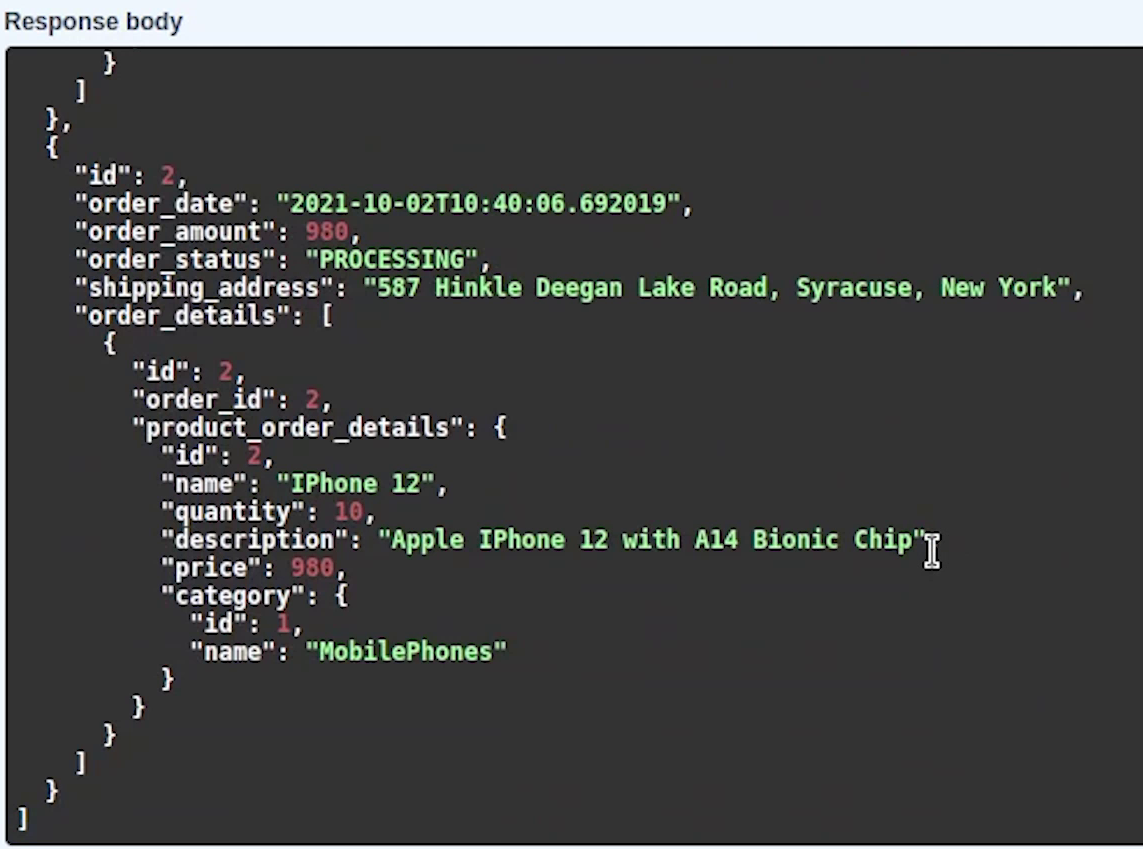 Response body
      }
    ]
  },
  {
    "id": 2,
    "order_date": "2021-10-02T10:40:06.692019",
    "order_amount": 980,
    "order_status": "PROCESSING",
    "shipping_address": "587 Hinkle Deegan Lake Road, Syracuse, New York",
    "order_details": [
      {
        "id": 2,
        "order_id": 2,
        "product_order_details": {
          "id": 2,
          "name": "IPhone 12",
          "quantity": 10,
          "description": "Apple IPhone 12 with A14 Bionic Chip",
          "price": 980,
          "category": {
            "id": 1,
            "name": "MobilePhones"
          }
        }
      }
    ]
  }
]